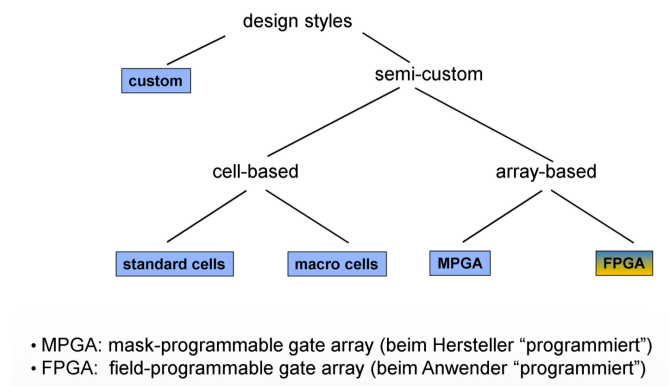 design styles
custom
semi-custom
cell-based
array-based
standard cells
macro cells
MPGA
FPGA
• MPGA: mask-programmable gate array (beim Hersteller “programmiert”)
• FPGA: field-programmable gate array (beim Anwender “programmiert”)